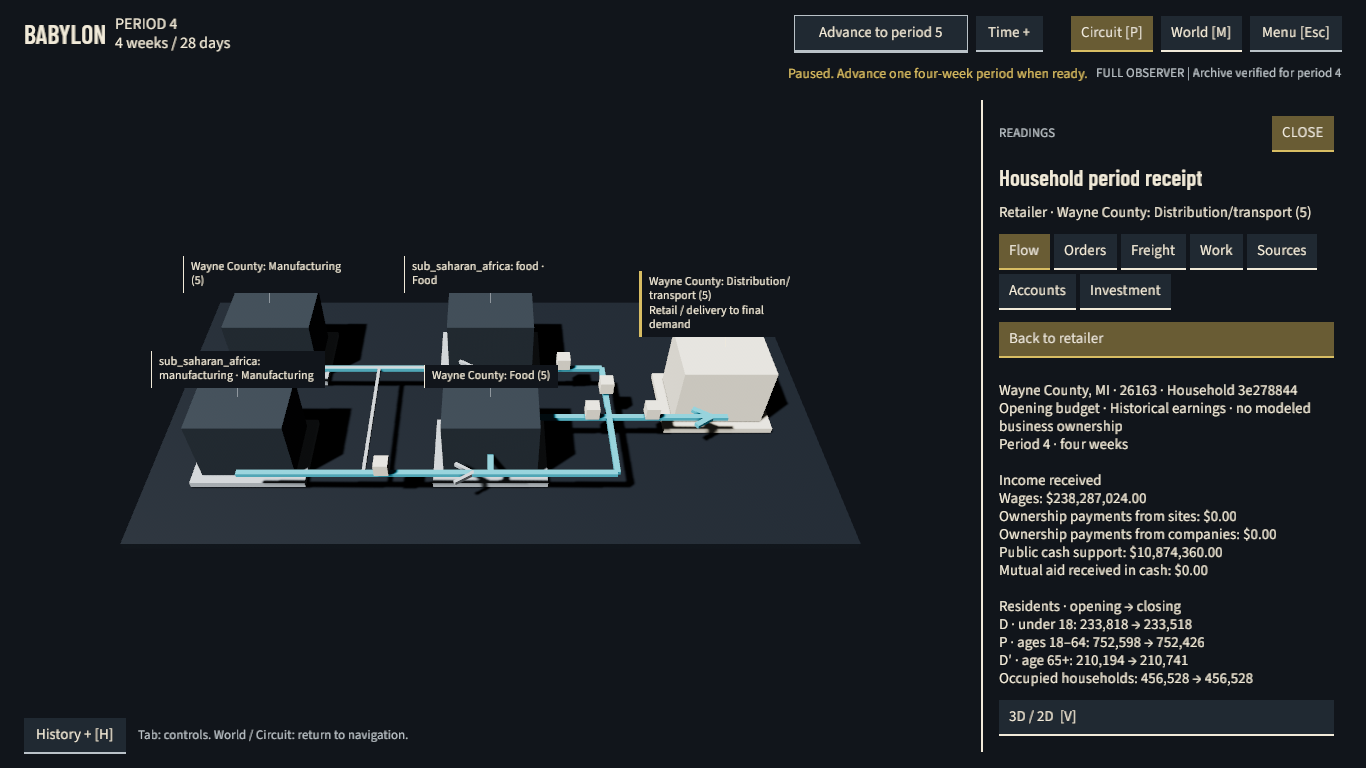 BABYLON
PERIOD 4
4 weeks / 28 days
Advance to period 5
Time +
Circuit [P]
World [M]
Menu [Esc]
Paused. Advance one four-week period when ready.
FULL OBSERVER | Archive verified for period 4
Wayne County: Manufacturing
(5)
sub_saharan_africa: food ·
Food
Wayne County: Distribution/
transport (5)
Retail / delivery to final
demand
sub_saharan_africa:
manufacturing · Manufacturing
Wayne County: Food (5)
READINGS
CLOSE
Household period receipt
Retailer · Wayne County: Distribution/transport (5)
Flow
Orders
Freight
Work
Sources
Accounts
Investment
Back to retailer
Wayne County, MI · 26163 · Household 3e278844
Opening budget · Historical earnings · no modeled
business ownership
Period 4 · four weeks
Income received
Wages: $238,287,024.00
Ownership payments from sites: $0.00
Ownership payments from companies: $0.00
Public cash support: $10,874,360.00
Mutual aid received in cash: $0.00
Residents · opening → closing
D · under 18: 233,818 → 233,518
P · ages 18–64: 752,598 → 752,426
D' · age 65+: 210,194 → 210,741
Occupied households: 456,528 → 456,528
3D / 2D [V]
History + [H]
Tab: controls. World / Circuit: return to navigation.